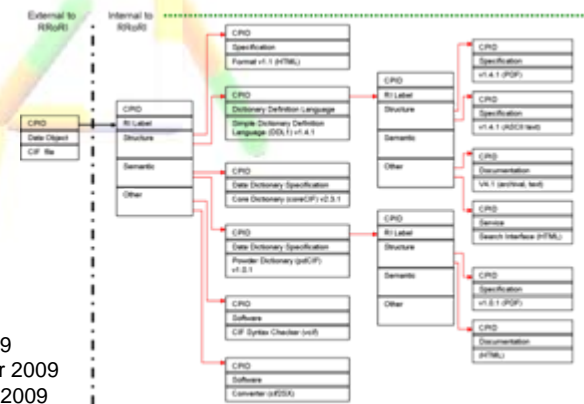 External to
RRoRI
Internal to
RRoRI
CPID
Data Object
CIF file
CPID
RI Label
Structure
Semantic
Other
CPID
Specification
Format v1.1 (HTML)
CPID
Dictionary Definition Language
Simple Dictionary Definition
Language (DDL1) v1.4.1
CPID
Data Dictionary Specification
Core Dictionary (coreCIF) v2.3.1
CPID
Data Dictionary Specification
Powder Dictionary (pdCIF)
v1.0.1
CPID
Software
CIF Syntax Checker (vcif)
CPID
Software
Converter (cif2SX)
CPID
RI Label
Structure
Semantic
Other
CPID
Specification
v1.4.1 (PDF)
CPID
Specification
v1.4.1 (ASCII text)
CPID
Documentation
V4.1 (archival, text)
CPID
Service
Search Interface (HTML)
CPID
RI Label
Structure
Semantic
Other
CPID
Specification
v1.0.1 (PDF)
CPID
Documentation
(HTML)
9
r 2009
2009